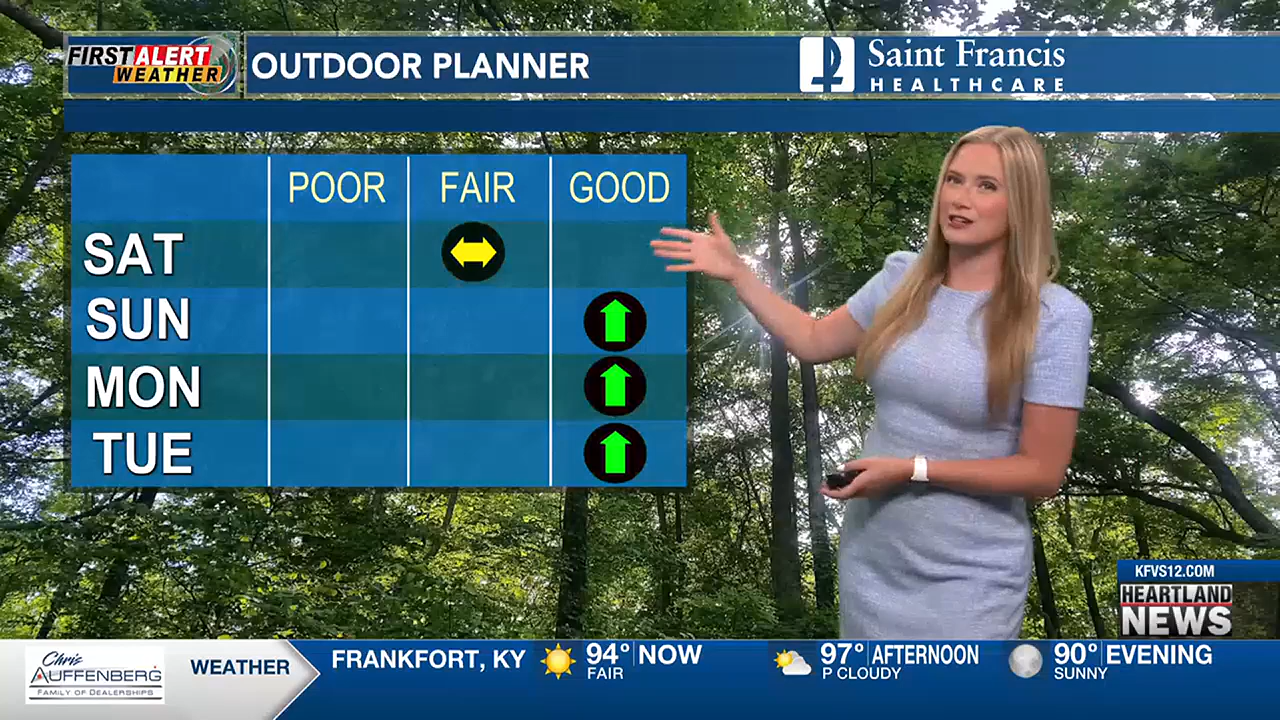 FIRST ALERT
WEATHER
OUTDOOR PLANNER
Saint Francis
HEALTHCARE
POOR FAIR GOOD
SAT
SUN
MON
TUE
KFVS12.COM
HEARTLAND
NEWS
Chris
AUFFENBERG
FAMILY OF DEALERSHIPS
WEATHER
FRANKFORT, KY
94° NOW
FAIR
97° AFTERNOON
P CLOUDY
90° EVENING
SUNNY